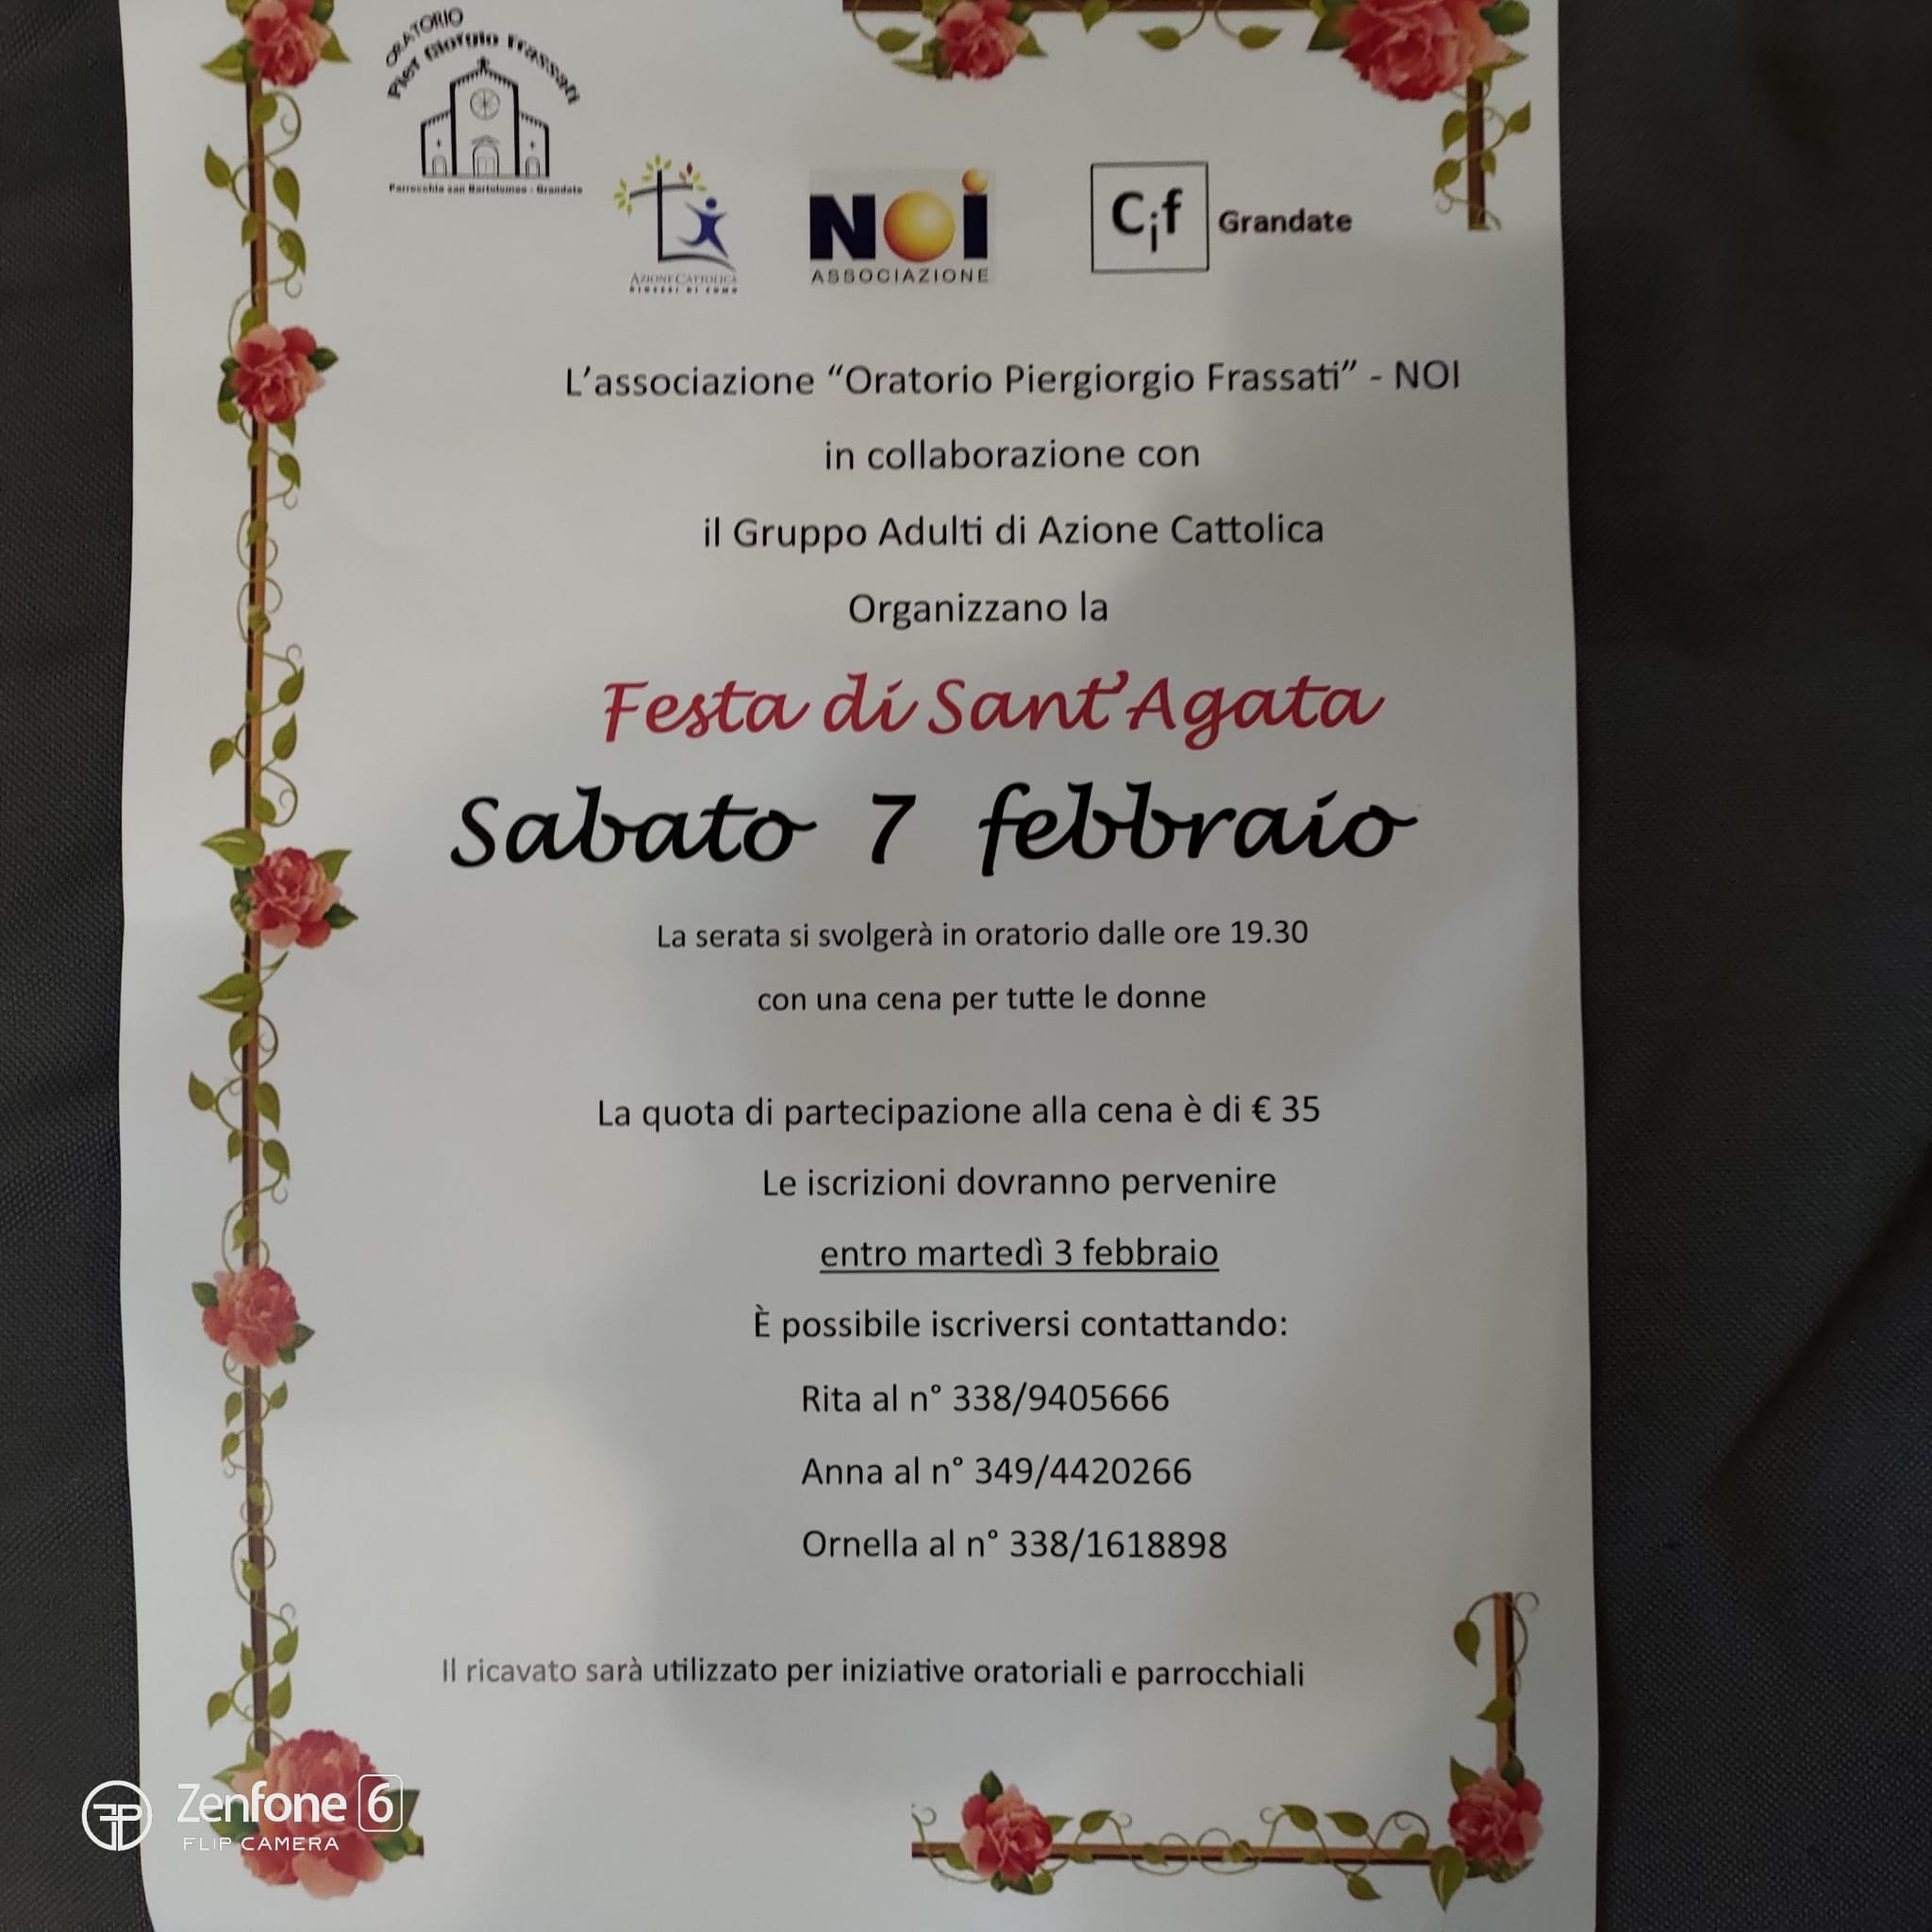 ORATORIO
Pier Giorgio Frassati
Parrocchia san Bartolomeo - Grandate
AZIONE CATTOLICA
DIOCESI DI COMO
NOI
ASSOCIAZIONE
Cif Grandate
L’associazione “Oratorio Piergiorgio Frassati” - NOI
in collaborazione con
il Gruppo Adulti di Azione Cattolica
Organizzano la
Festa di Sant’Agata
Sabato 7 febbraio
La serata si svolgerà in oratorio dalle ore 19.30
con una cena per tutte le donne
La quota di partecipazione alla cena è di € 35
Le iscrizioni dovranno pervenire
entro martedì 3 febbraio
È possibile iscriversi contattando:
Rita al n° 338/9405666
Anna al n° 349/4420266
Ornella al n° 338/1618898
Il ricavato sarà utilizzato per iniziative oratoriali e parrocchiali
Zenfone 6
FLIP CAMERA